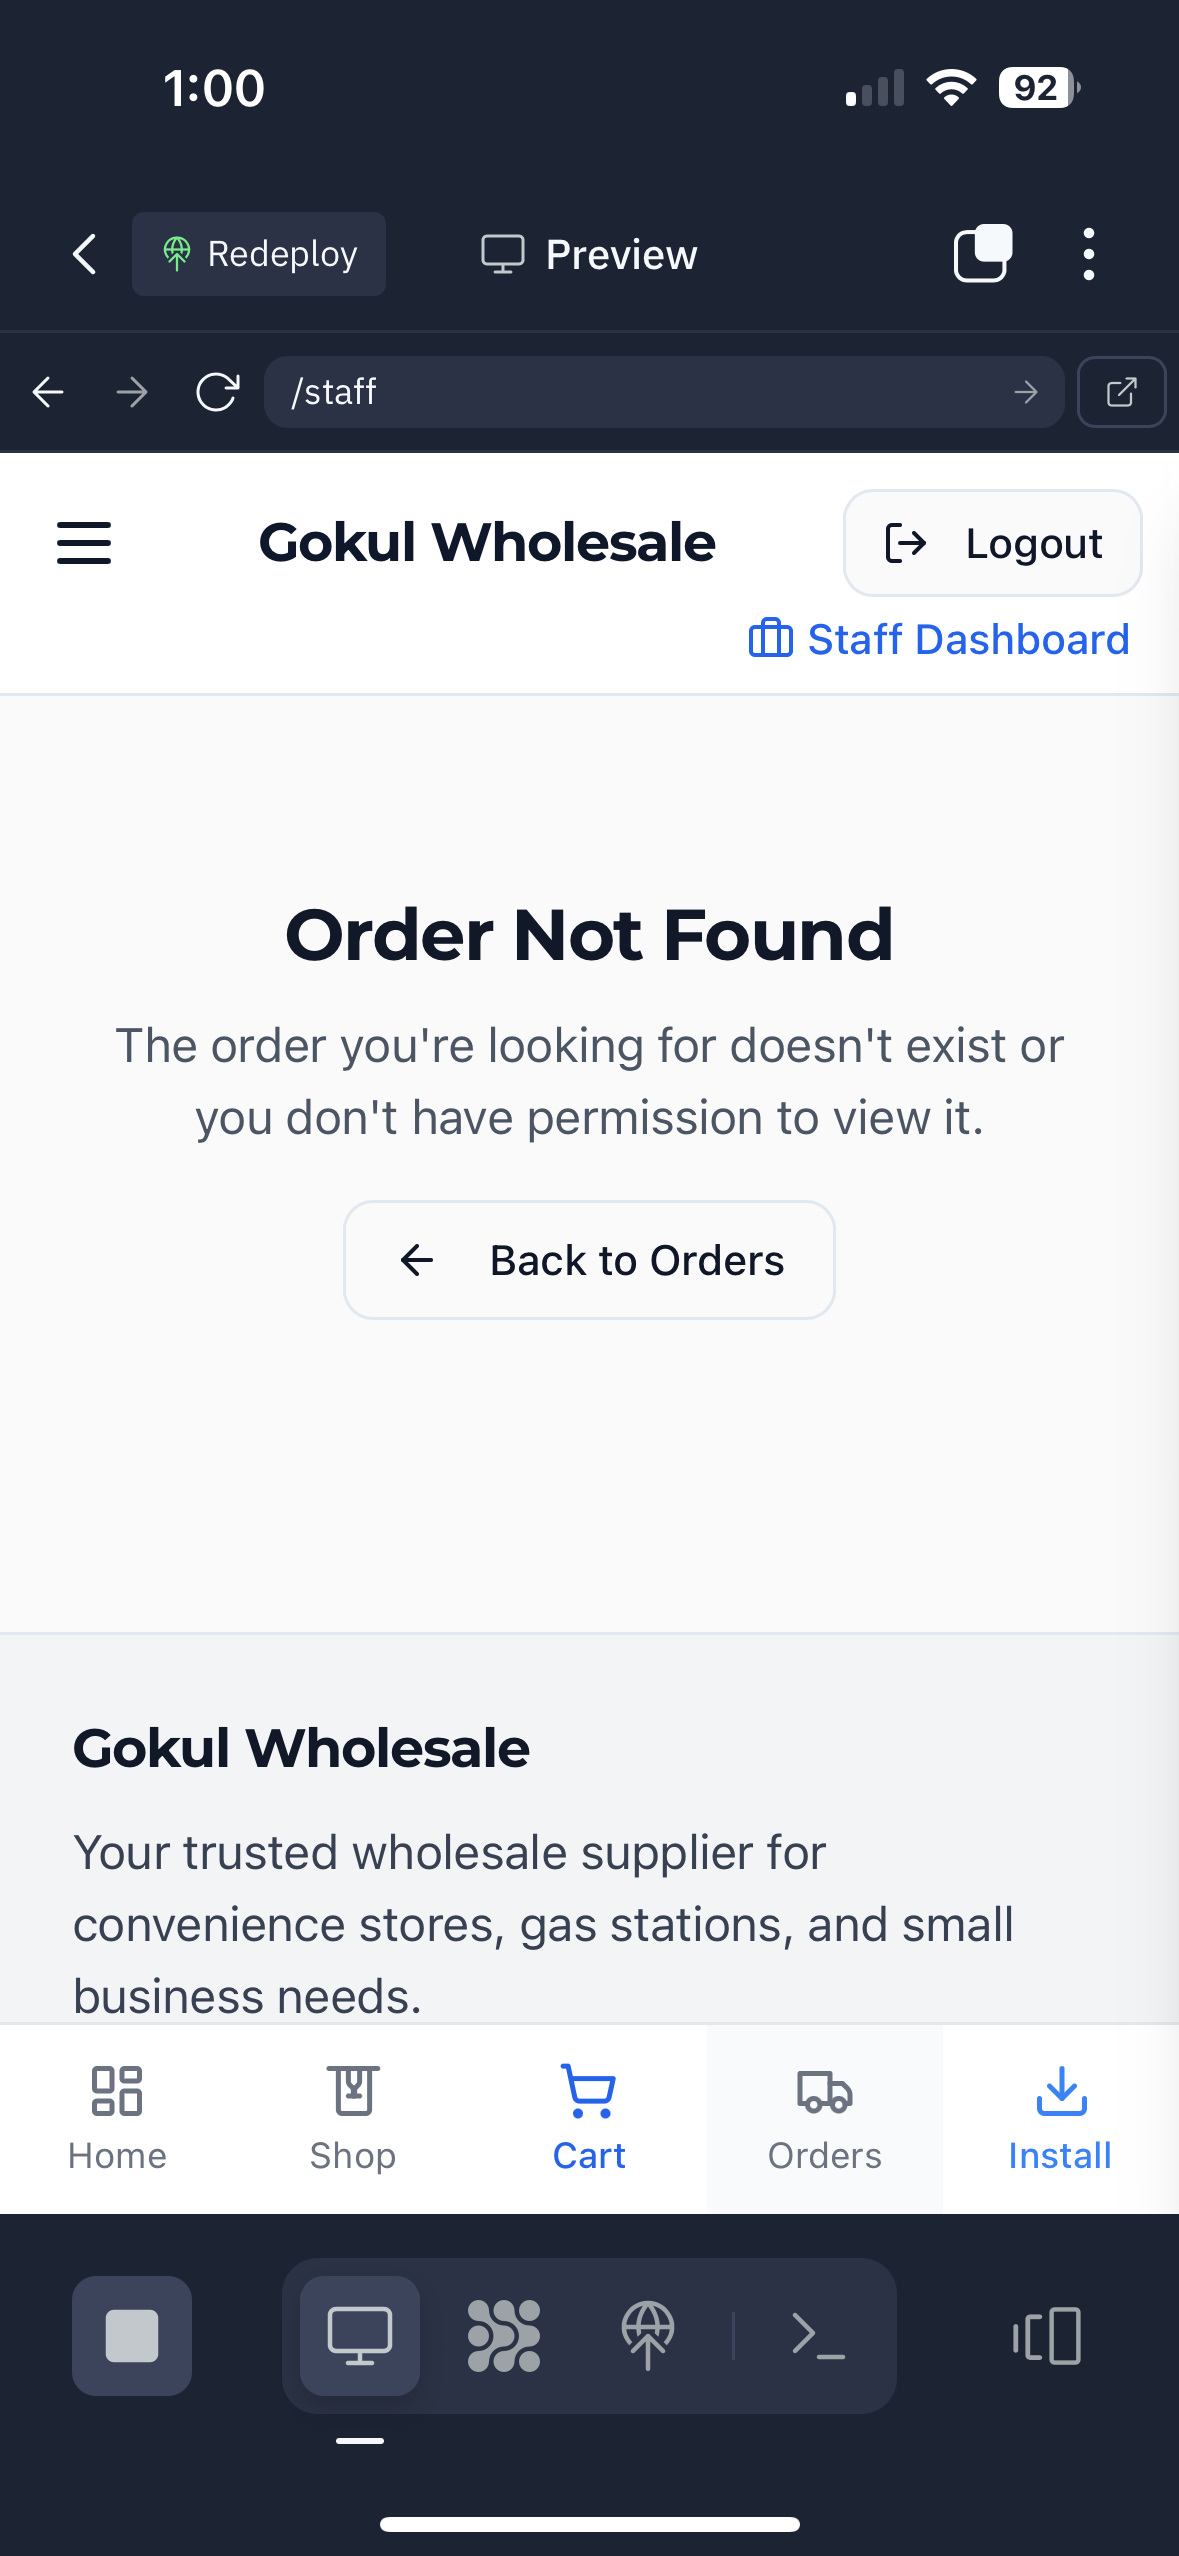 1:00
92
Redeploy
Preview
/staff
Gokul Wholesale
Logout
Staff Dashboard
Order Not Found
The order you're looking for doesn't exist or
you don't have permission to view it.
Back to Orders
Gokul Wholesale
Your trusted wholesale supplier for
convenience stores, gas stations, and small
business needs.
Home
Shop
Cart
Orders
Install